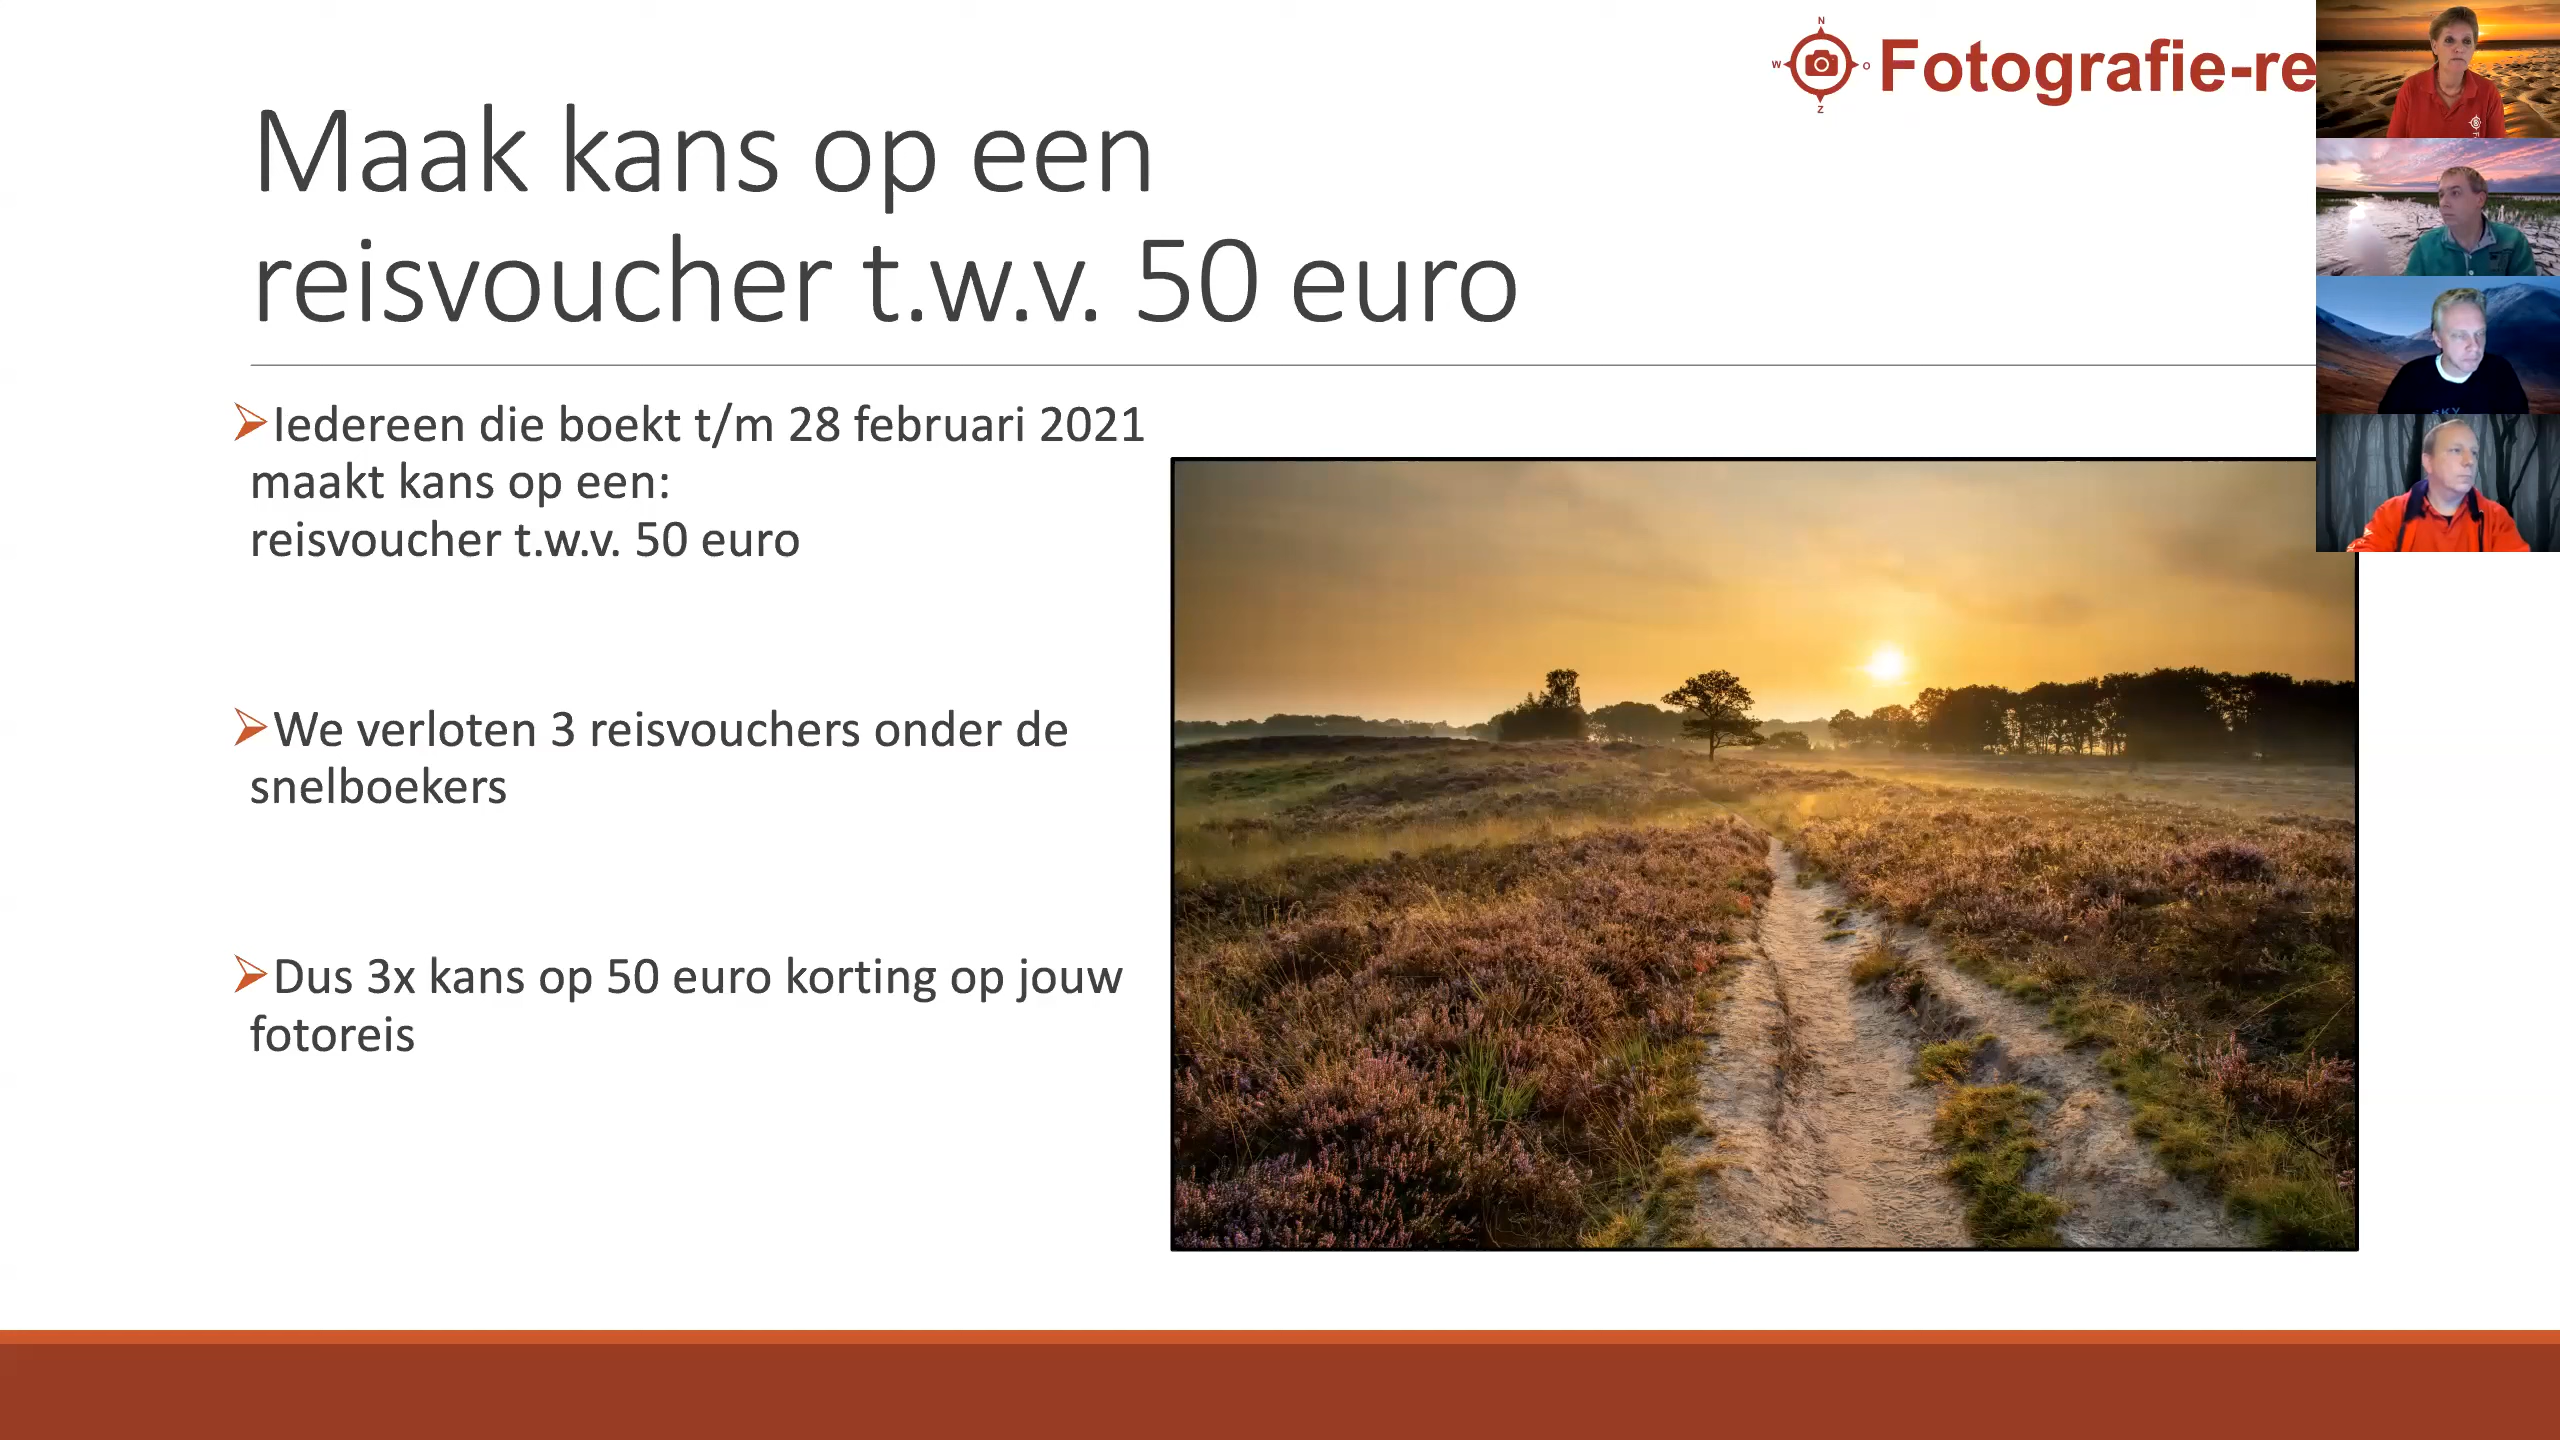 N
W O Fotografie-re
Z
Maak kans op een
reisvoucher t.w.v. 50 euro
Iedereen die boekt t/m 28 februari 2021
maakt kans op een:
reisvoucher t.w.v. 50 euro
We verloten 3 reisvouchers onder de
snelboekers
Dus 3x kans op 50 euro korting op jouw
fotoreis
SKY